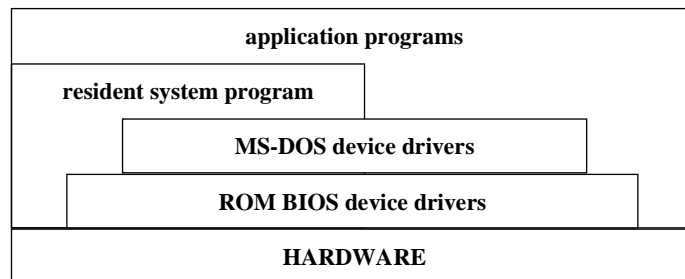 application programs
resident system program
MS-DOS device drivers
ROM BIOS device drivers
HARDWARE